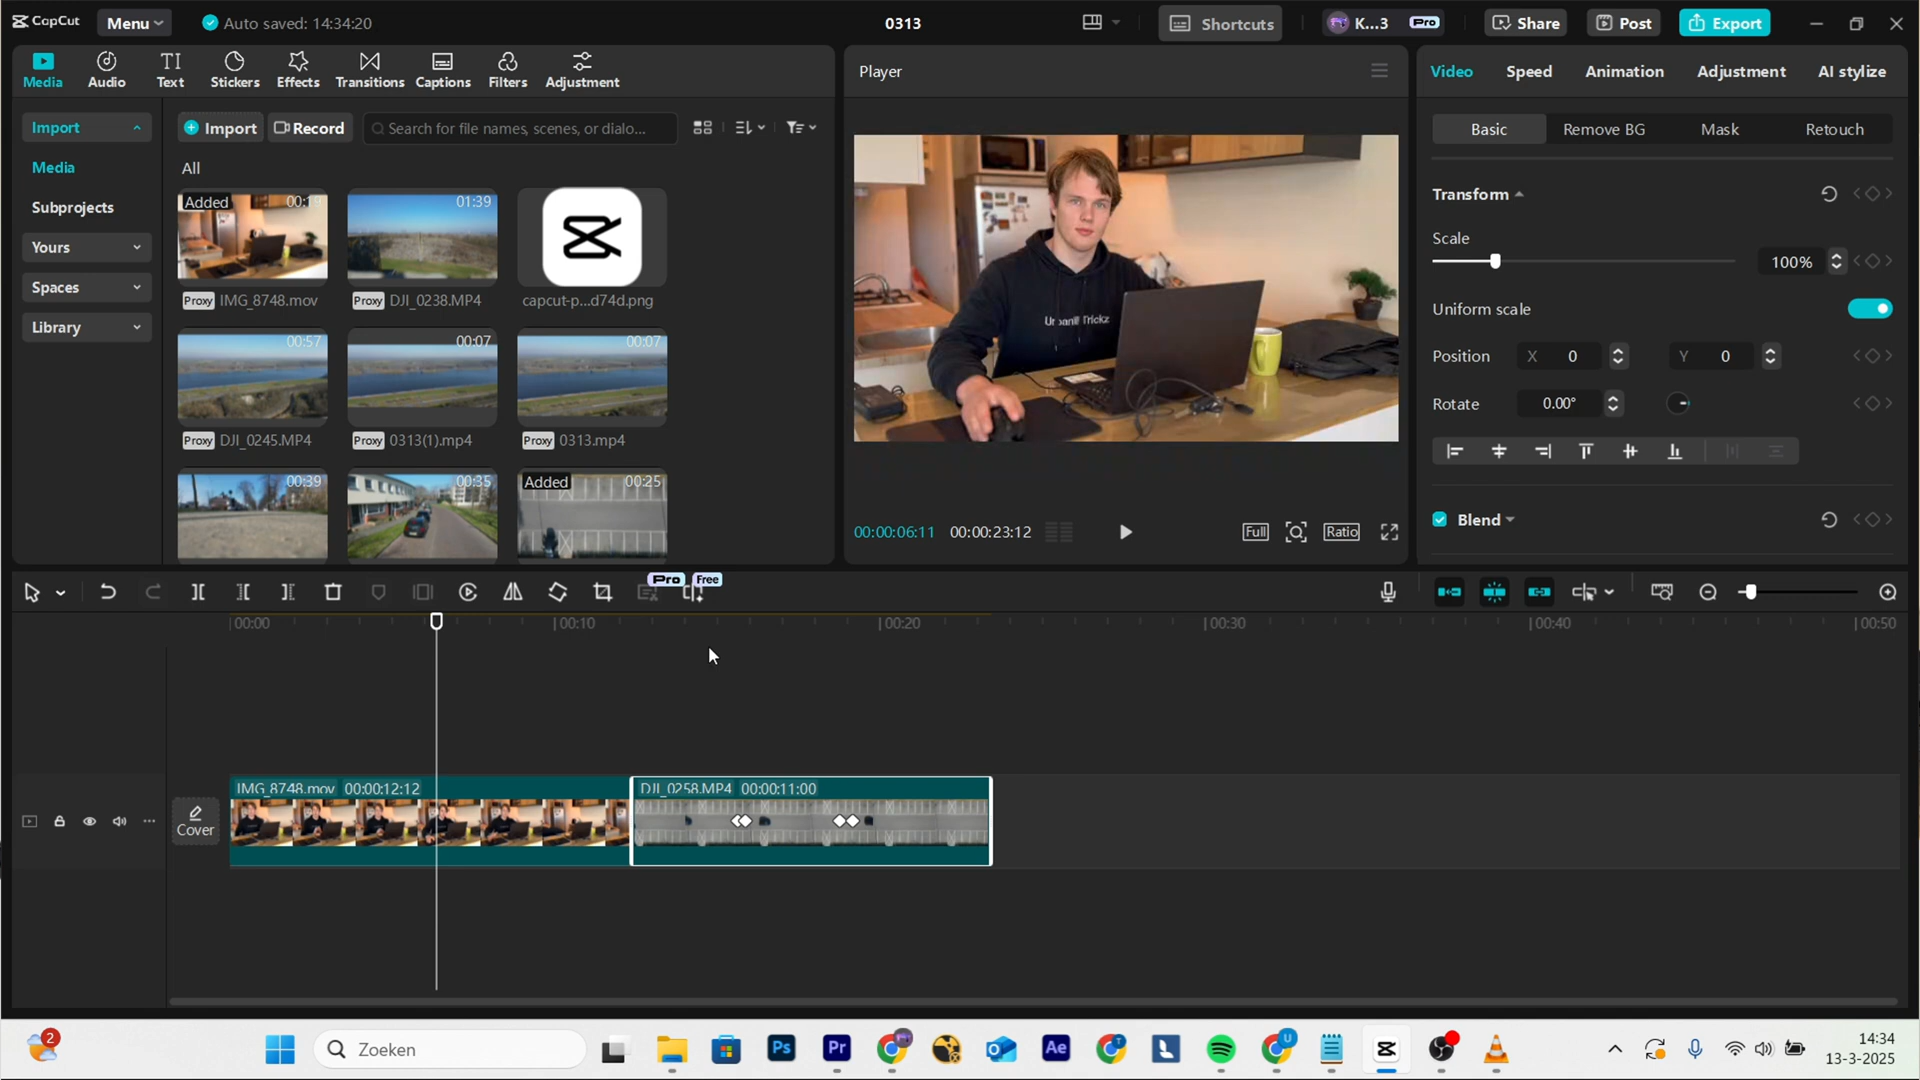 CapCut
Menu
Auto saved: 14:34:20
0313
Shortcuts
K...3
Pro
Share
Post
Export
Media
Audio
Text
Stickers
Effects
Transitions
Captions
Filters
Adjustment
Player
Video
Speed
Animation
Adjustment
AI stylize
Import
Import
Record
Search for file names, scenes, or dialo...
Basic
Remove BG
Mask
Retouch
Media
Subprojects
Yours
Spaces
Library
All
Added
00:19
01:39
Proxy IMG_8748.mov
Proxy DJI_0238.MP4
capcut-p...d74d.png
00:57
00:07
00:07
Proxy DJI_0245.MP4
Proxy 0313(1).mp4
Proxy 0313.mp4
00:39
00:35
Added
00:25
Transform
Scale
100%
Uniform scale
Position X 0 Y 0
Rotate 0.00°
Blend
00:00:06:11 00:00:23:12
Full
Ratio
Pro
Free
00:00
00:10
00:20
00:30
00:40
00:50
Cover
IMG_8748.mov 00:00:12:12
DJI_0258.MP4 00:00:11:00
2
Zoeken
Ps
Pr
Ae
T
U
14:34
13-3-2025